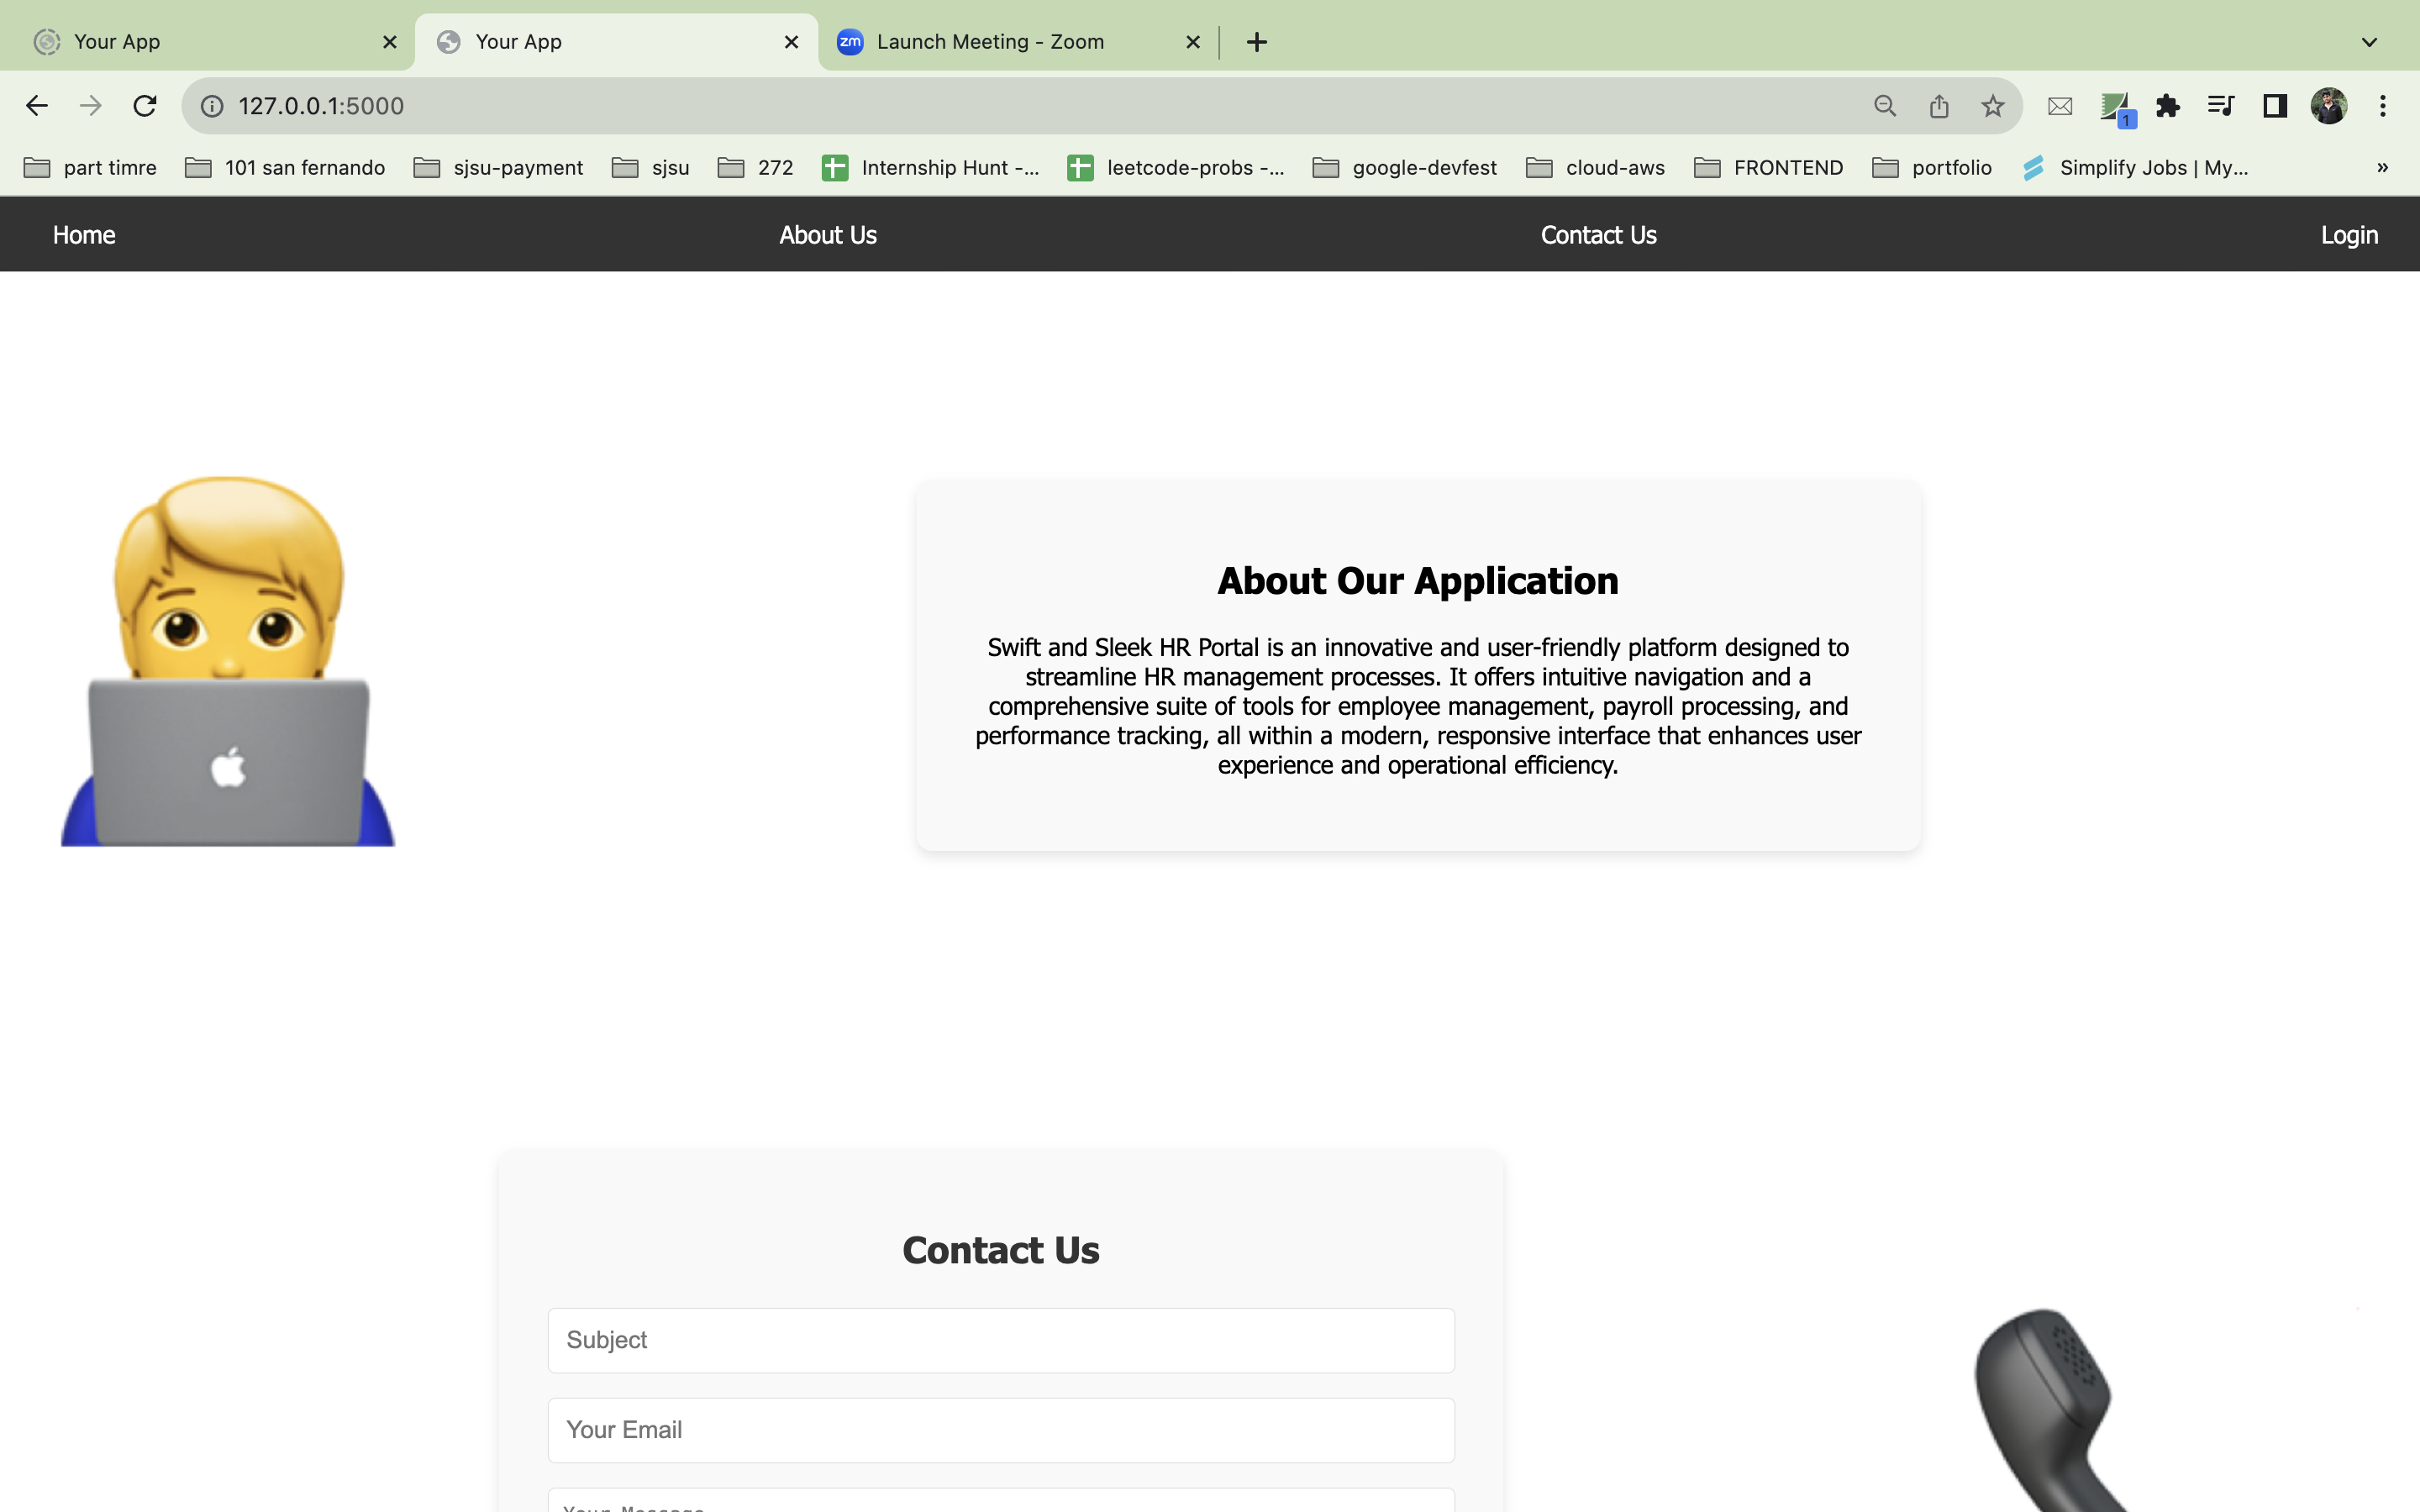 Your App
Your App
zm
Launch Meeting - Zoom
127.0.0.1:5000
1
part timre
101 san fernando
sjsu-payment
sjsu
272
Internship Hunt -...
leetcode-probs -...
google-devfest
cloud-aws
FRONTEND
portfolio
Simplify Jobs | My...
»
Home
About Us
Contact Us
Login
About Our Application
Swift and Sleek HR Portal is an innovative and user-friendly platform designed to
streamline HR management processes. It offers intuitive navigation and a
comprehensive suite of tools for employee management, payroll processing, and
performance tracking, all within a modern, responsive interface that enhances user
experience and operational efficiency.
Contact Us
Subject
Your Email
Your Message